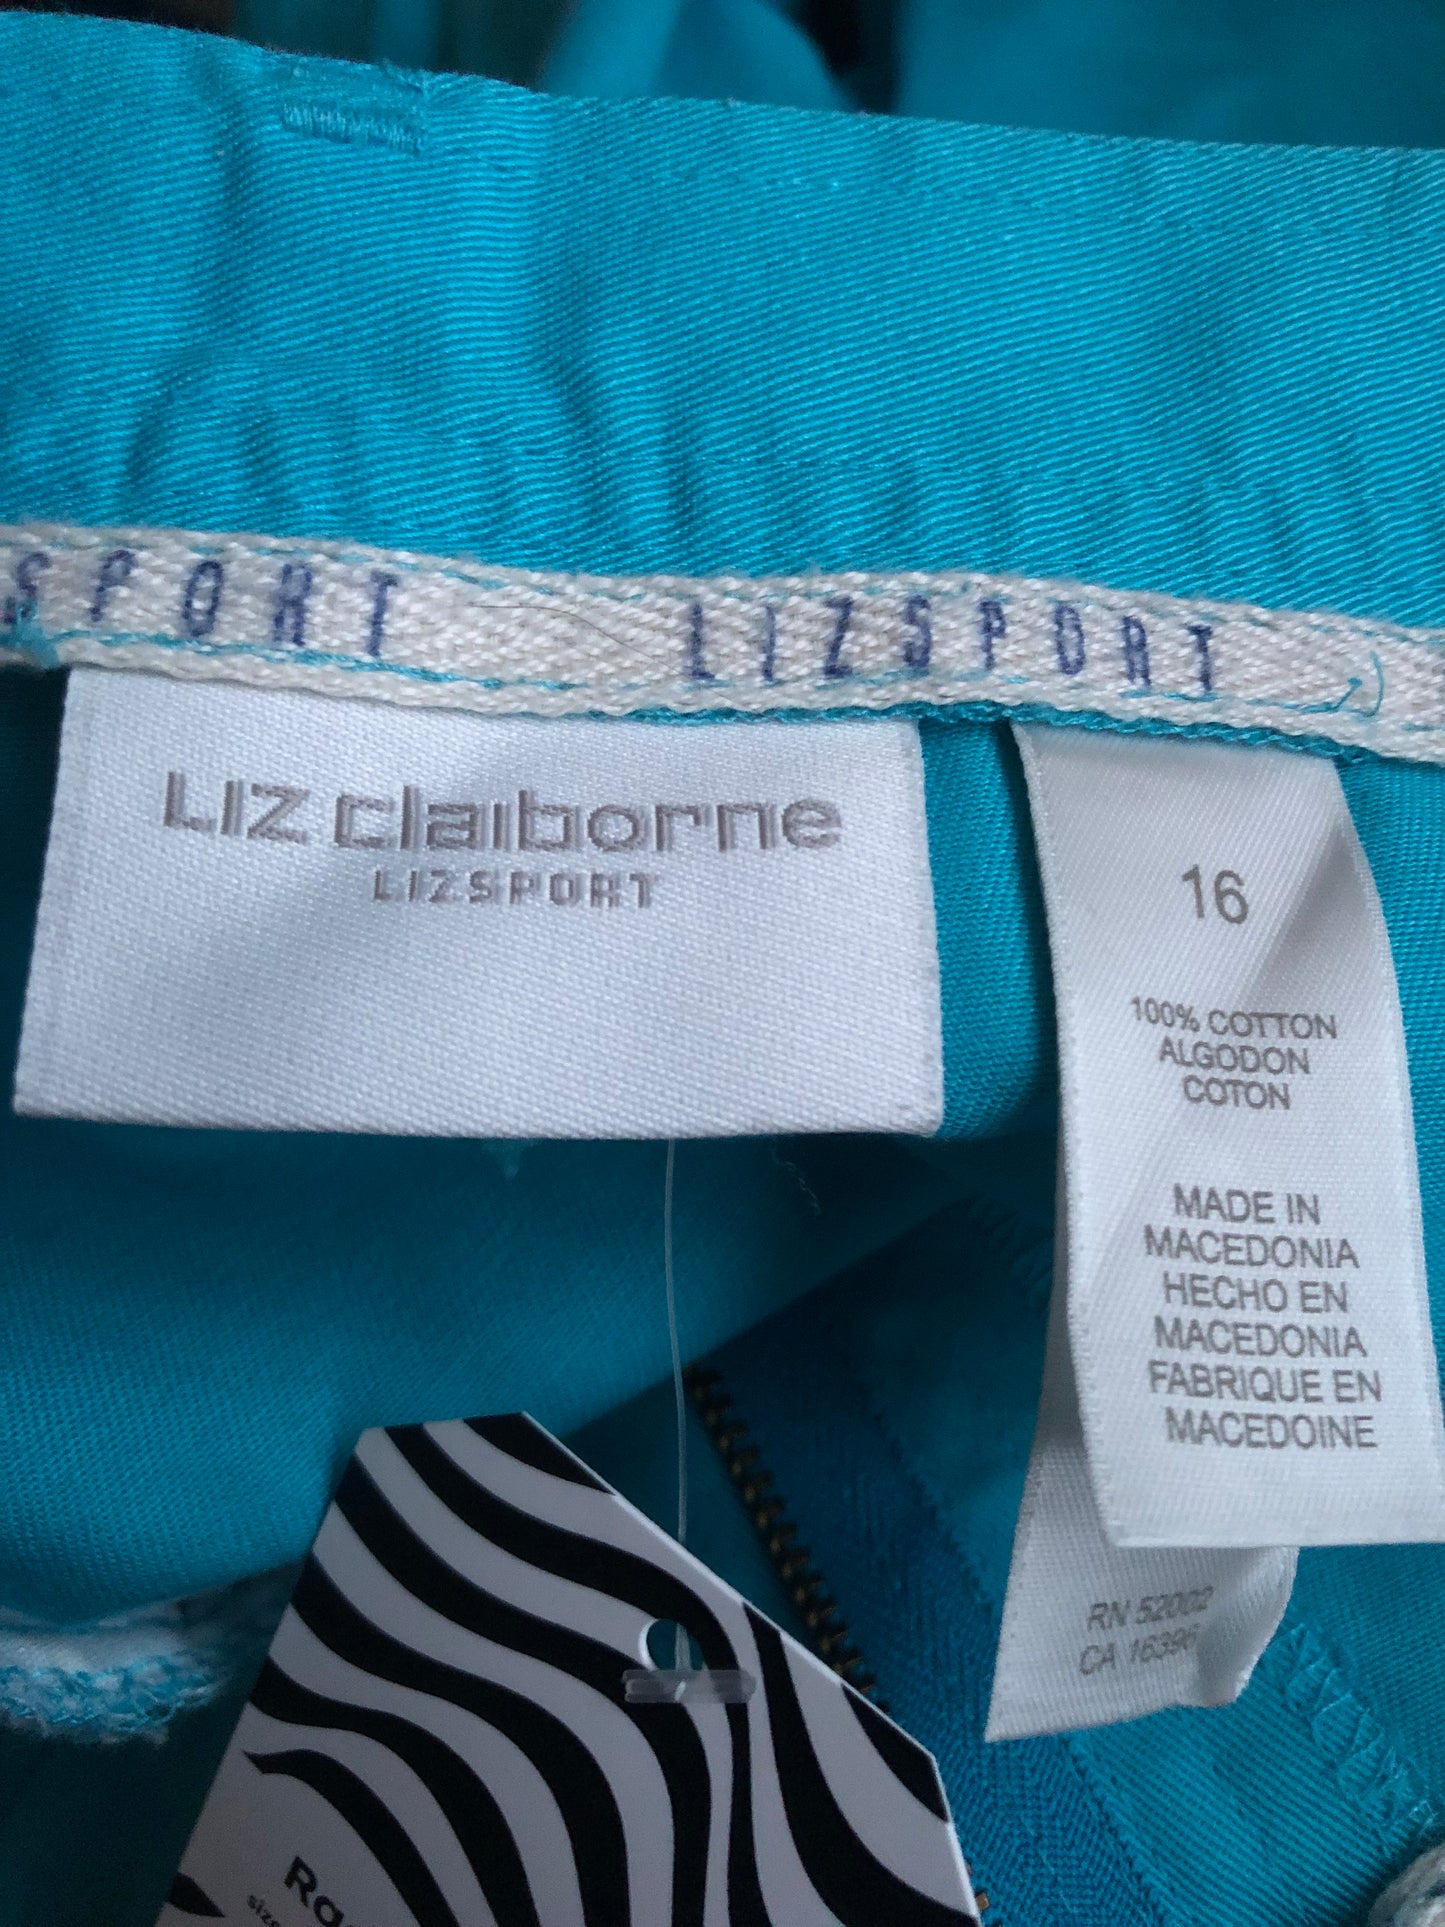 SPORT LIZSPORT
Liz claiborne
LIZSPORT
16
100% COTTON
ALGODON
COTON
MADE IN
MACEDONIA
HECHO EN
MACEDONIA
FABRIQUE EN
MACEDOINE
RN 52002
CA 16396
size